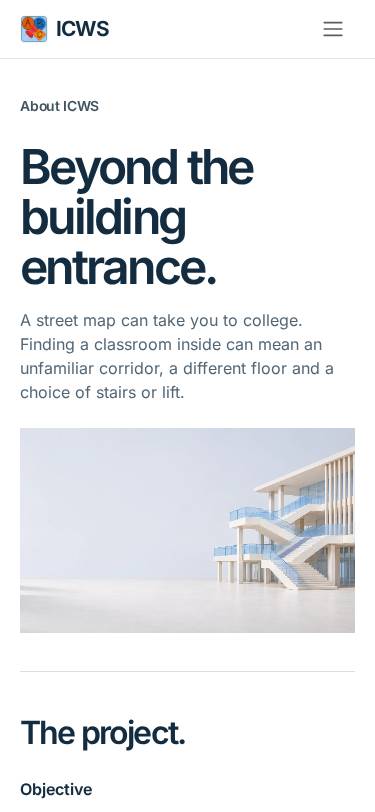 ICWS
About ICWS
Beyond the
building
entrance.
A street map can take you to college.
Finding a classroom inside can mean an
unfamiliar corridor, a different floor and a
choice of stairs or lift.
The project.
Objective